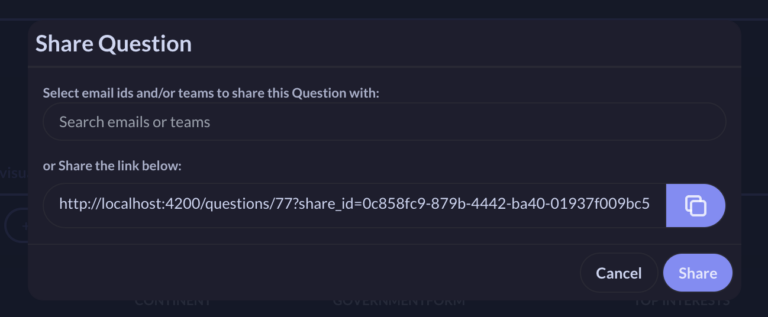 Share Question
Select email ids and/or teams to share this Question with:
Search emails or teams
or Share the link below:
visu
http://localhost:4200/questions/77?share_id=0c858fc9-879b-4442-ba40-01937f009bc5
Cancel
Share
CONTINENT
GOVERNMENTFORM
TOP INTERESTS